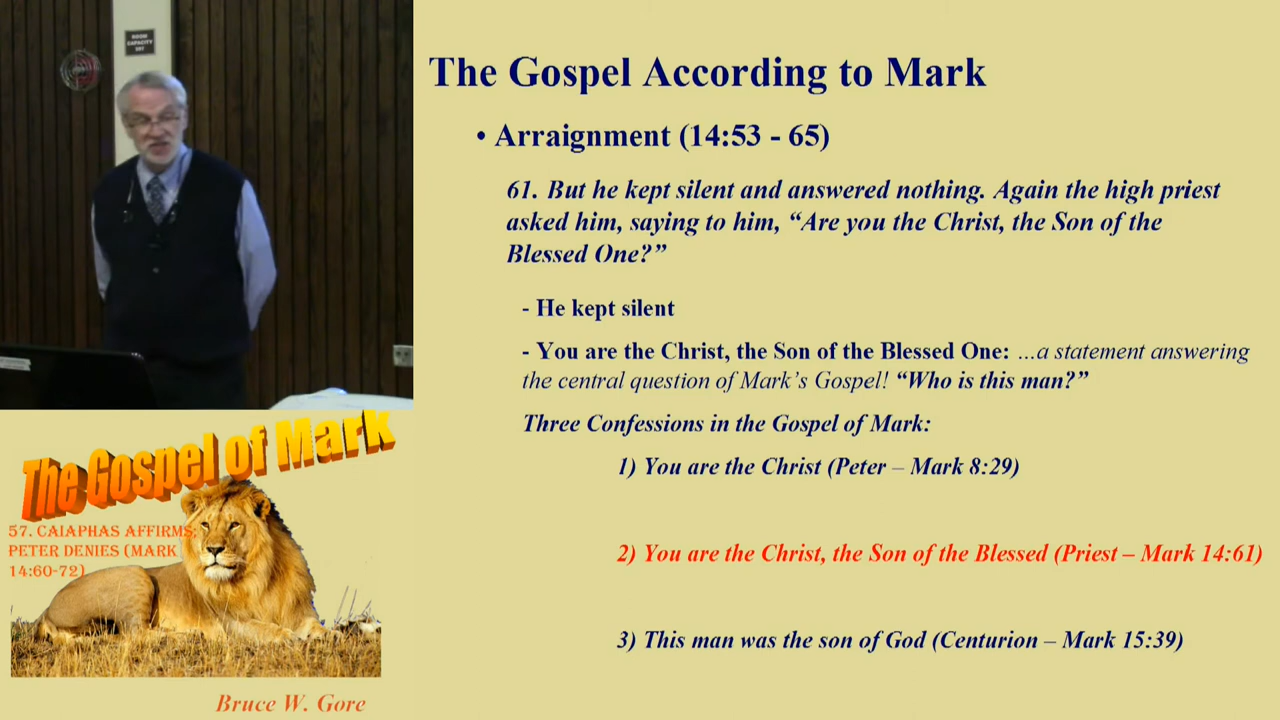 ROOM
CAPACITY
The Gospel According to Mark
• Arraignment (14:53 - 65)
61. But he kept silent and answered nothing. Again the high priest
asked him, saying to him, “Are you the Christ, the Son of the
Blessed One?”
- He kept silent
- You are the Christ, the Son of the Blessed One: …a statement answering
the central question of Mark’s Gospel! “Who is this man?”
Three Confessions in the Gospel of Mark:
1) You are the Christ (Peter – Mark 8:29)
2) You are the Christ, the Son of the Blessed (Priest – Mark 14:61)
3) This man was the son of God (Centurion – Mark 15:39)
The Gospel of Mark
57. CAIAPHAS AFFIRMS;
PETER DENIES (MARK
14:60-72)
Bruce W. Gore